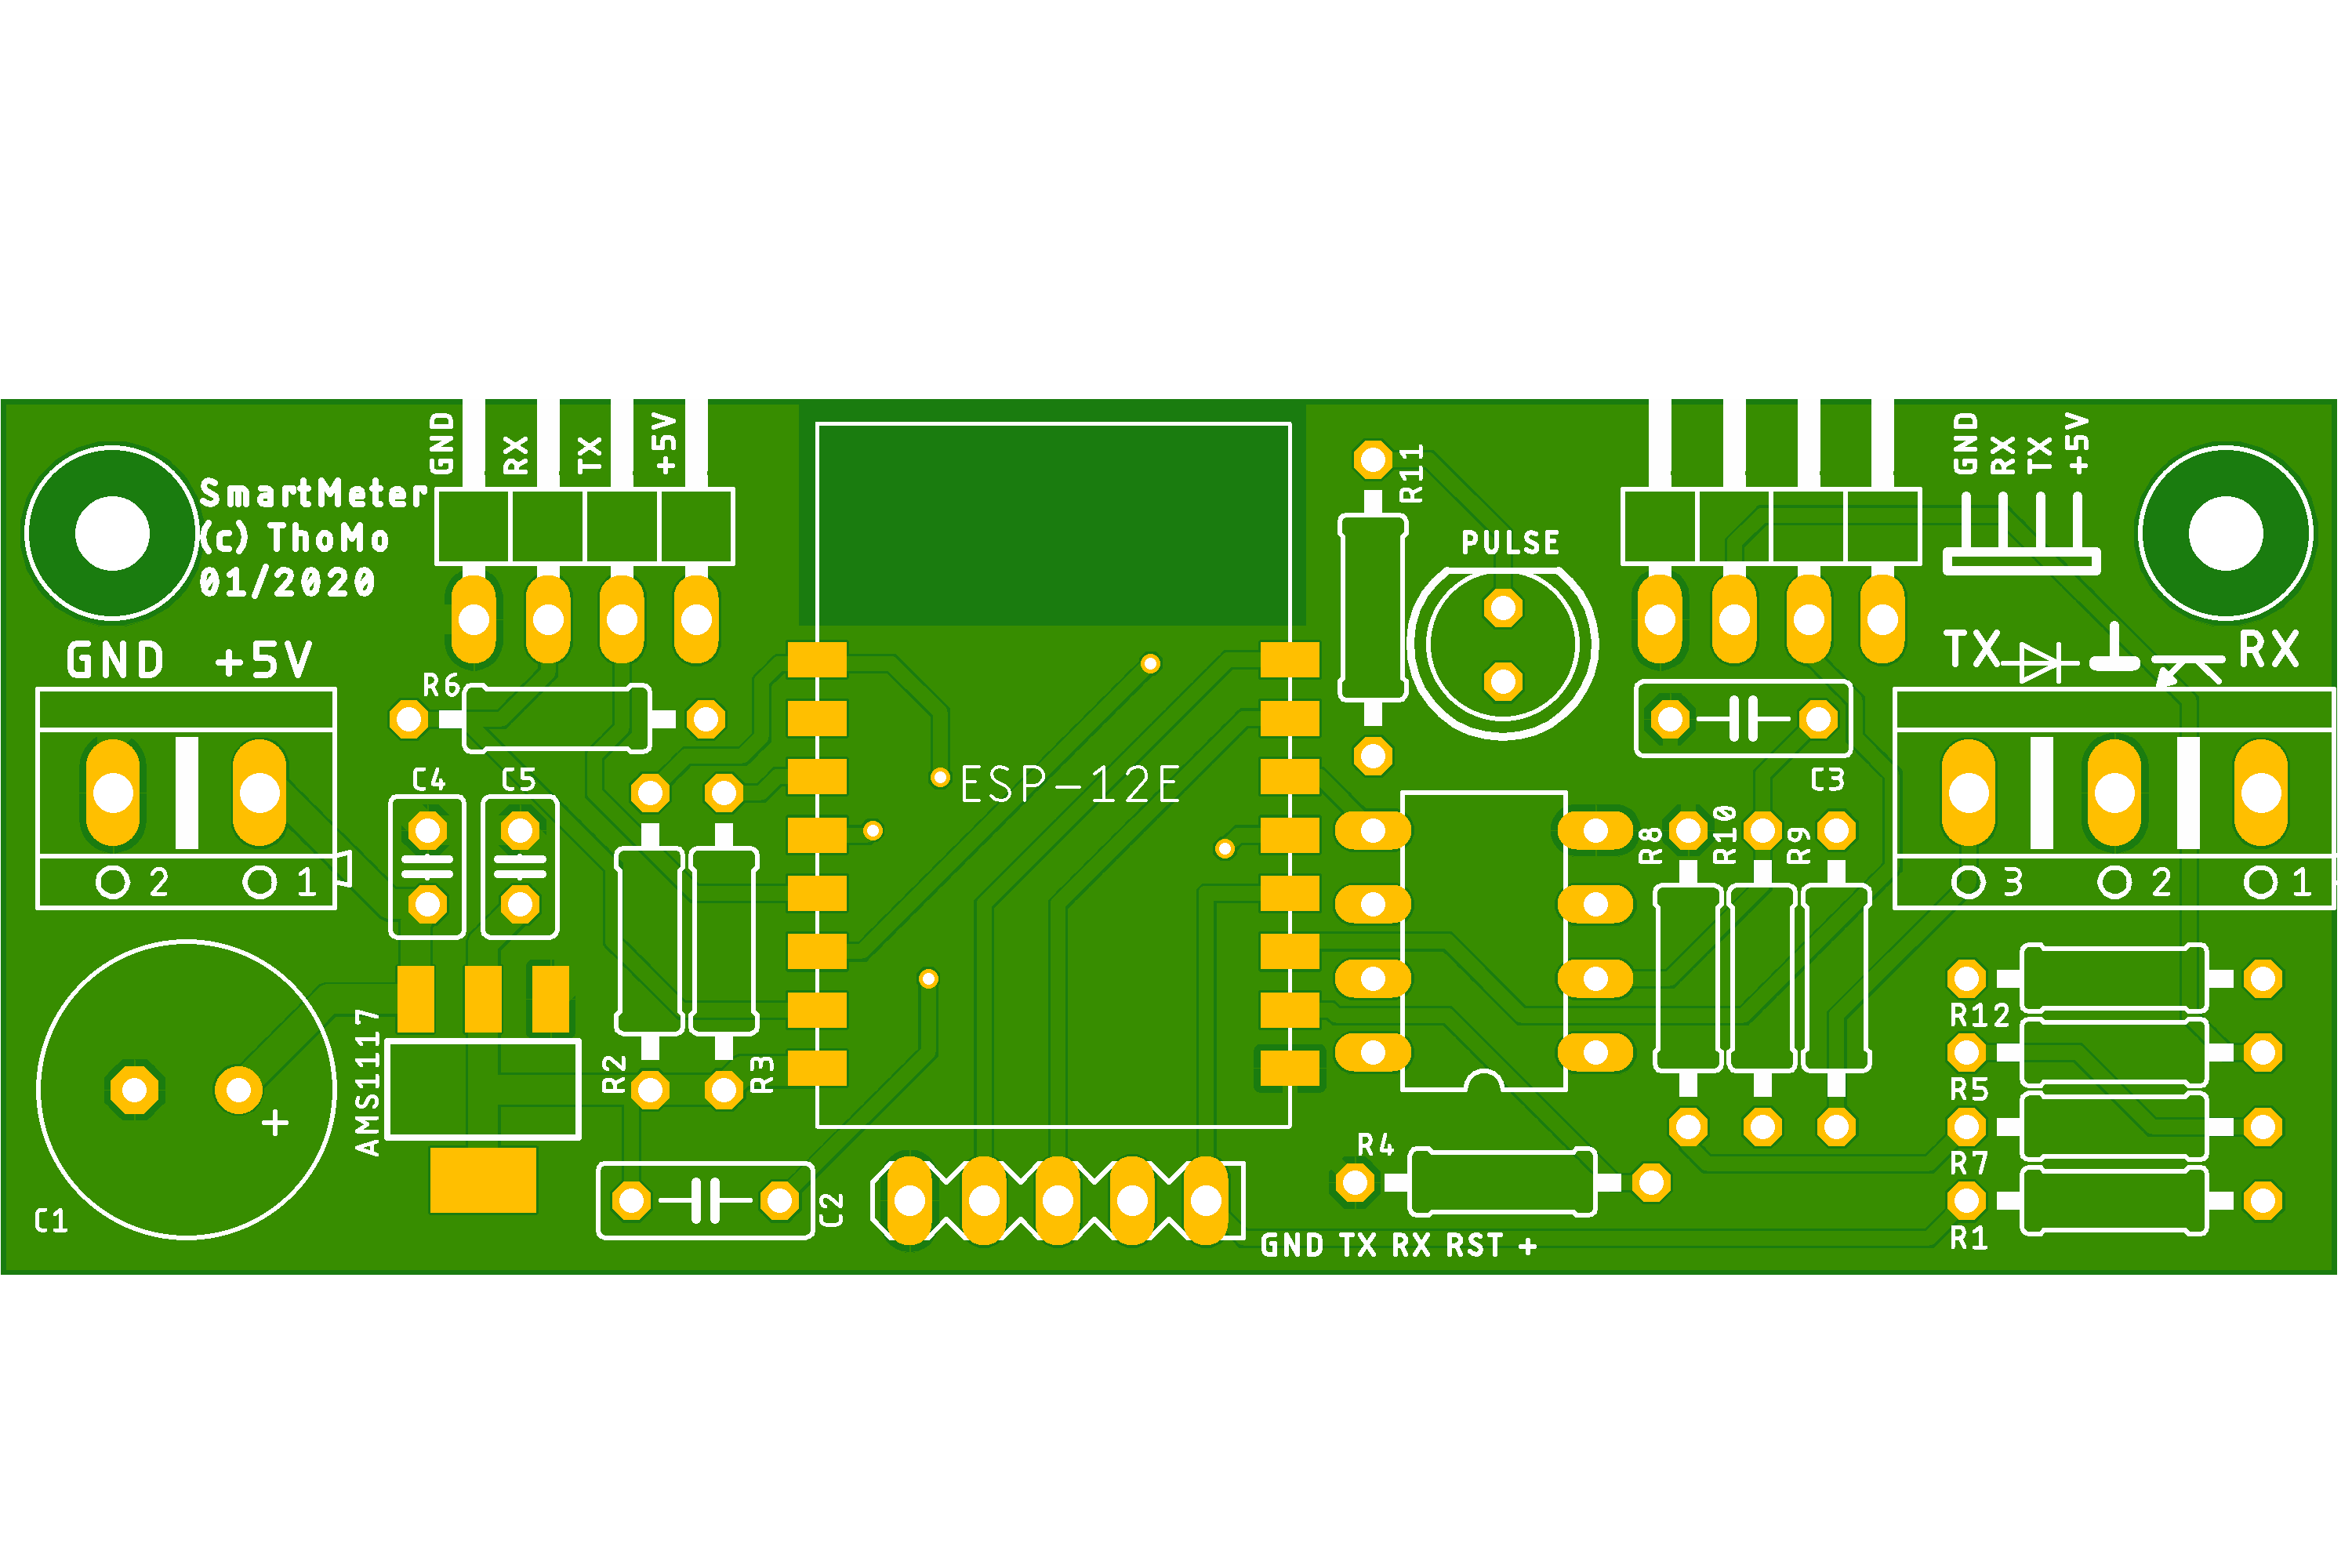 GND RX TX +5V
SmartMeter
(c) ThoMo
01/2020
GND +5V
2 1
R6
C4 C5
AMS1117
C1
R2
R3
C2
ESP-12E
R11
PULSE
GND RX TX +5V
TX RX
3 2 1
C3
R8
R10
R9
R12
R5
R7
R1
R4
GND TX RX RST +
+